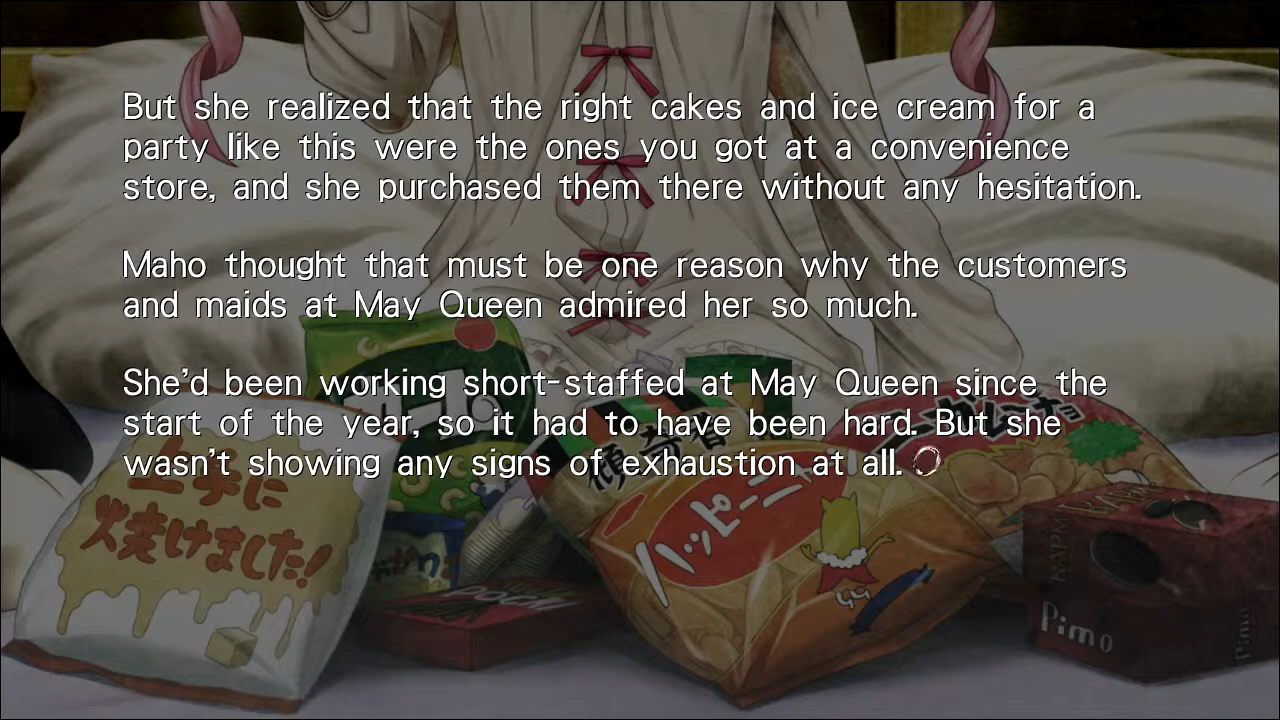 But she realized that the right cakes and ice cream for a
party like this were the ones you got at a convenience
store, and she purchased them there without any hesitation.
Maho thought that must be one reason why the customers
and maids at May Queen admired her so much.
She'd been working short-staffed at May Queen since the
start of the year, so it had to have been hard. But she
wasn't showing any signs of exhaustion at all.
上手に
焼けました!
ハッピー
Pimo